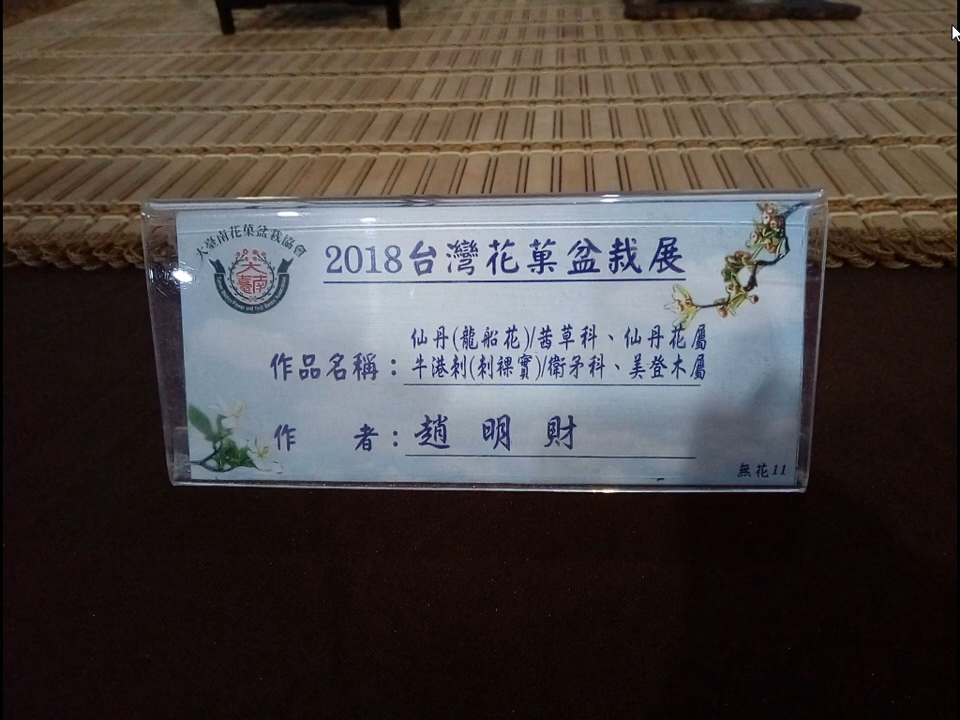 大臺南花菓盆栽協會
大臺南
2018台灣花菓盆栽展
仙丹(龍船花)/茜草科、仙丹花屬
作品名稱：牛港刺(刺裸實)/衛矛科、美登木屬
作　者：趙明財
無花11